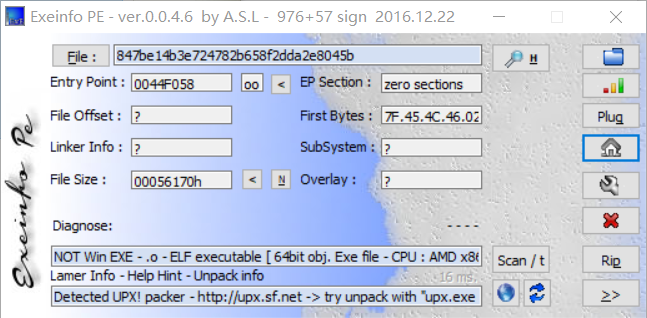 Exeinfo PE - ver.0.0.4.6 by A.S.L - 976+57 sign 2016.12.22
File : 847be14b3e724782b658f2dda2e8045b H
Entry Point : 0044F058 oo < EP Section : zero sections
File Offset : ? First Bytes : 7F.45.4C.46.02 Plug
Linker Info : ? SubSystem : ?
File Size : 00056170h < N Overlay : ?
Diagnose: ----
NOT Win EXE - .o - ELF executable [ 64bit obj. Exe file - CPU : AMD x86 Scan / t Rip
Lamer Info - Help Hint - Unpack info 16 ms.
Detected UPX! packer - http://upx.sf.net -> try unpack with "upx.exe >>
Exeinfo Pe